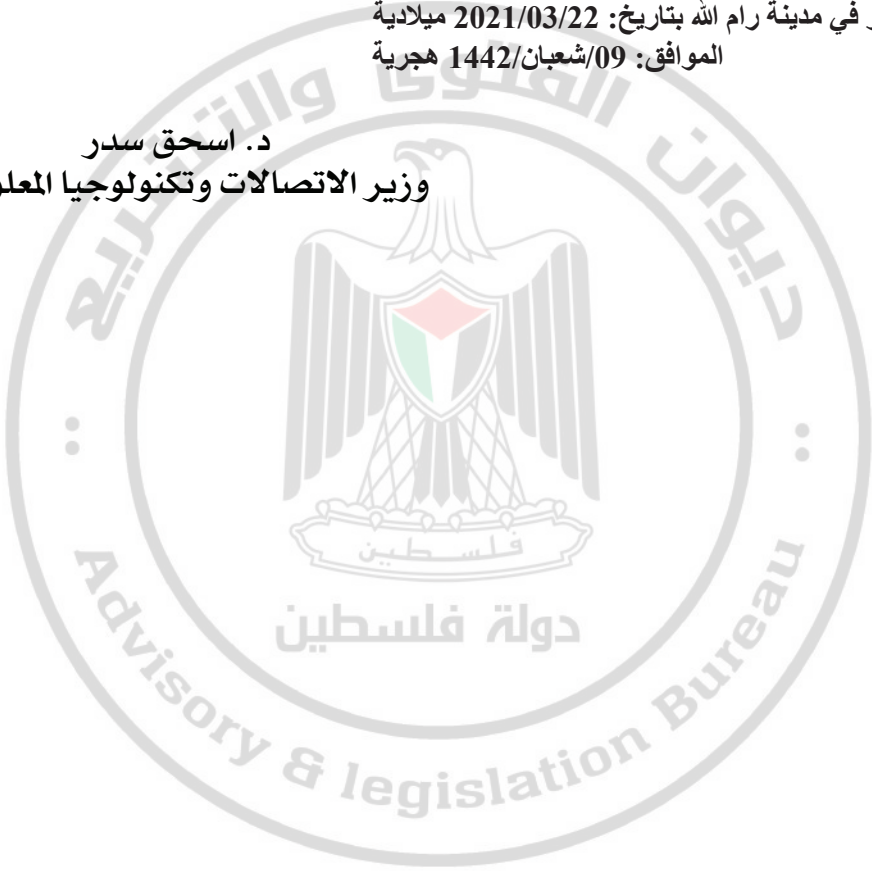 ر في مدينة رام الله بتاريخ: 2021/03/22 ميلادية
الموافق: 09/شعبان/1442 هجرية
د. اسحق سدر
وزير الاتصالات وتكنولوجيا
ديوان الفتوى والتشريع
فلسطين
دولة فلسطين
Advisory & legislation Bureau